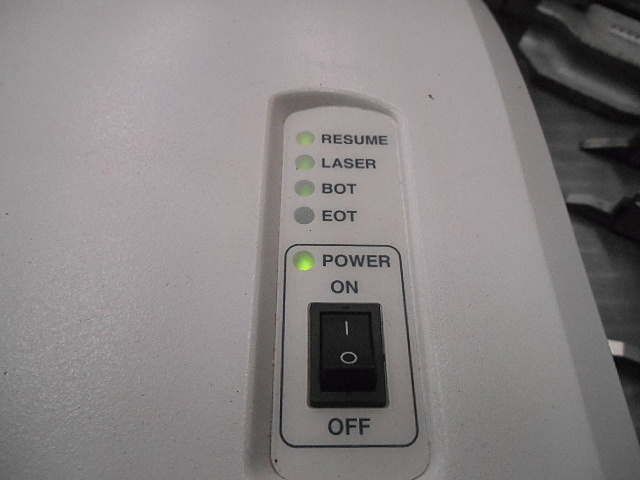 RESUME
LASER
BOT
EOT
POWER
ON
I
O
OFF